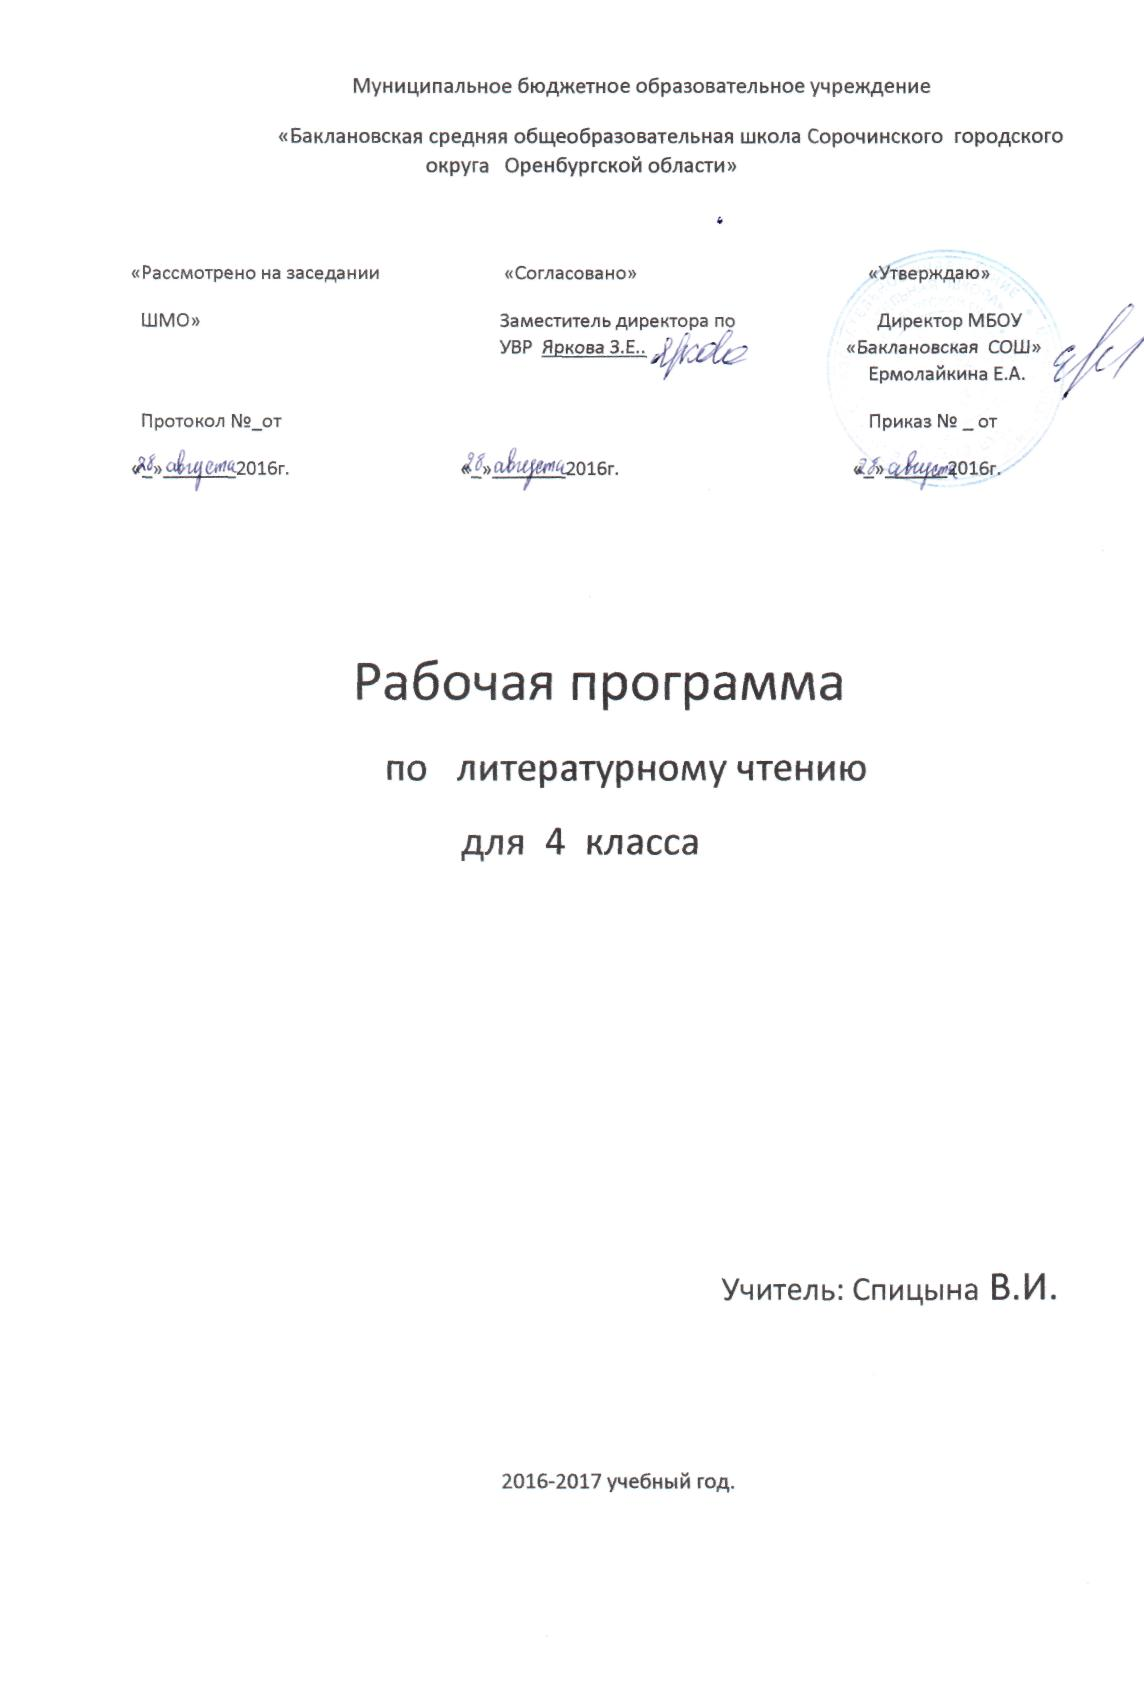 Муниципальное бюджетное образовательное учреждение
«Баклановская средняя общеобразовательная школа Сорочинского городского
округа Оренбургской области»
«Рассмотрено на заседании
ШМО»
Протокол №_от
«28» августа 2016г.
«Согласовано»
Заместитель директора по
УВР Яркова З.Е..
«28» августа 2016г.
«Утверждаю»
Директор МБОУ
«Баклановская СОШ»
Ермолайкина Е.А.
Приказ № _ от
«28» августа 2016г.
Рабочая программа
по литературному чтению
для 4 класса
Учитель: Спицына В.И.
2016-2017 учебный год.